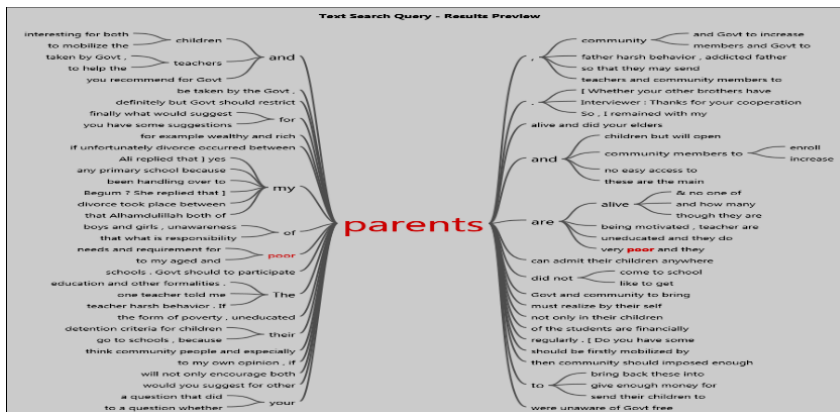 Text Search Query - Results Preview
interesting for both
to mobilize the
children
taken by Govt ,
to help the
teachers
you recommend for Govt
and
be taken by the Govt .
definitely but Govt should restrict
finally what would suggest
you have some suggestions
for
for example wealthy and rich
if unfortunately divorce occurred between
Ali replied that ] yes
any primary school because
been handling over to
Begum ? She replied that ]
divorce took place between
that Alhamdulillah both of
my
boys and girls , unawareness
that what is responsibility
of
needs and requirement for
to my aged and
poor
schools . Govt should to participate
education and other formalities .
one teacher told me
teacher harsh behavior . If
The
the form of poverty , uneducated
detention criteria for children
go to schools , because
their
think community people and especially
to my own opinion , if
will not only encourage both
would you suggest for other
a question that did
to a question whether
your
parents
,
community
and Govt to increase
members and Govt to
father harsh behavior , addicted father
so that they may send
teachers and community members to
.
[ Whether your other brothers have
Interviewer : Thanks for your cooperation
So , I remained with my
alive and did your elders
and
children but will open
community members to
enroll
increase
no easy access to
these are the main
are
alive
& no one of
and how many
though they are
being motivated , teacher are
uneducated and they do
very poor and they
can admit their children anywhere
did not
come to school
like to get
Govt and community to bring
must realize by their self
not only in their children
of the students are financially
regularly . [ Do you have some
should be firstly mobilized by
then community should imposed enough
to
bring back these into
give enough money for
send their children to
were unaware of Govt free